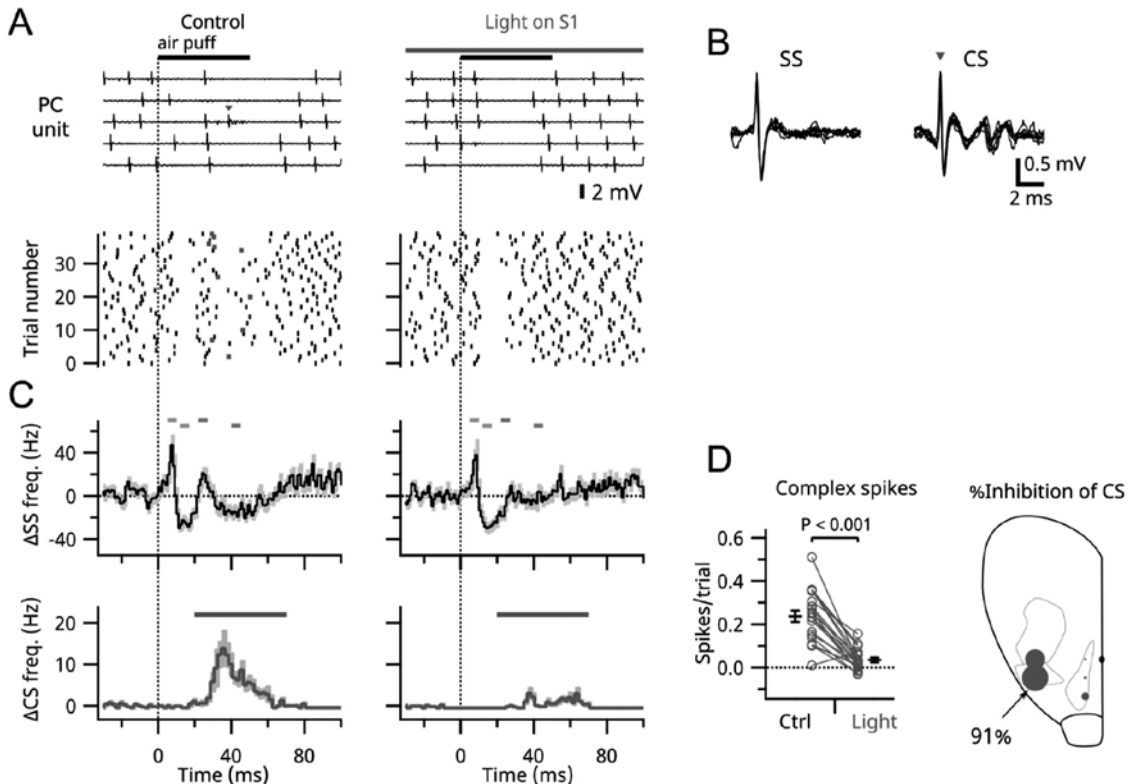 A
Control
air puff
Light on S1
PC
unit
2 mV
B
SS
CS
0.5 mV
2 ms
Trial number
30
20
10
0
C
ΔSS freq. (Hz)
40
0
-40
ΔCS freq. (Hz)
20
10
0
0
40
80
Time (ms)
0
40
80
Time (ms)
D
Complex spikes
P < 0.001
Spikes/trial
0.6
0.4
0.2
0.0
Ctrl
Light
%Inhibition of CS
91%